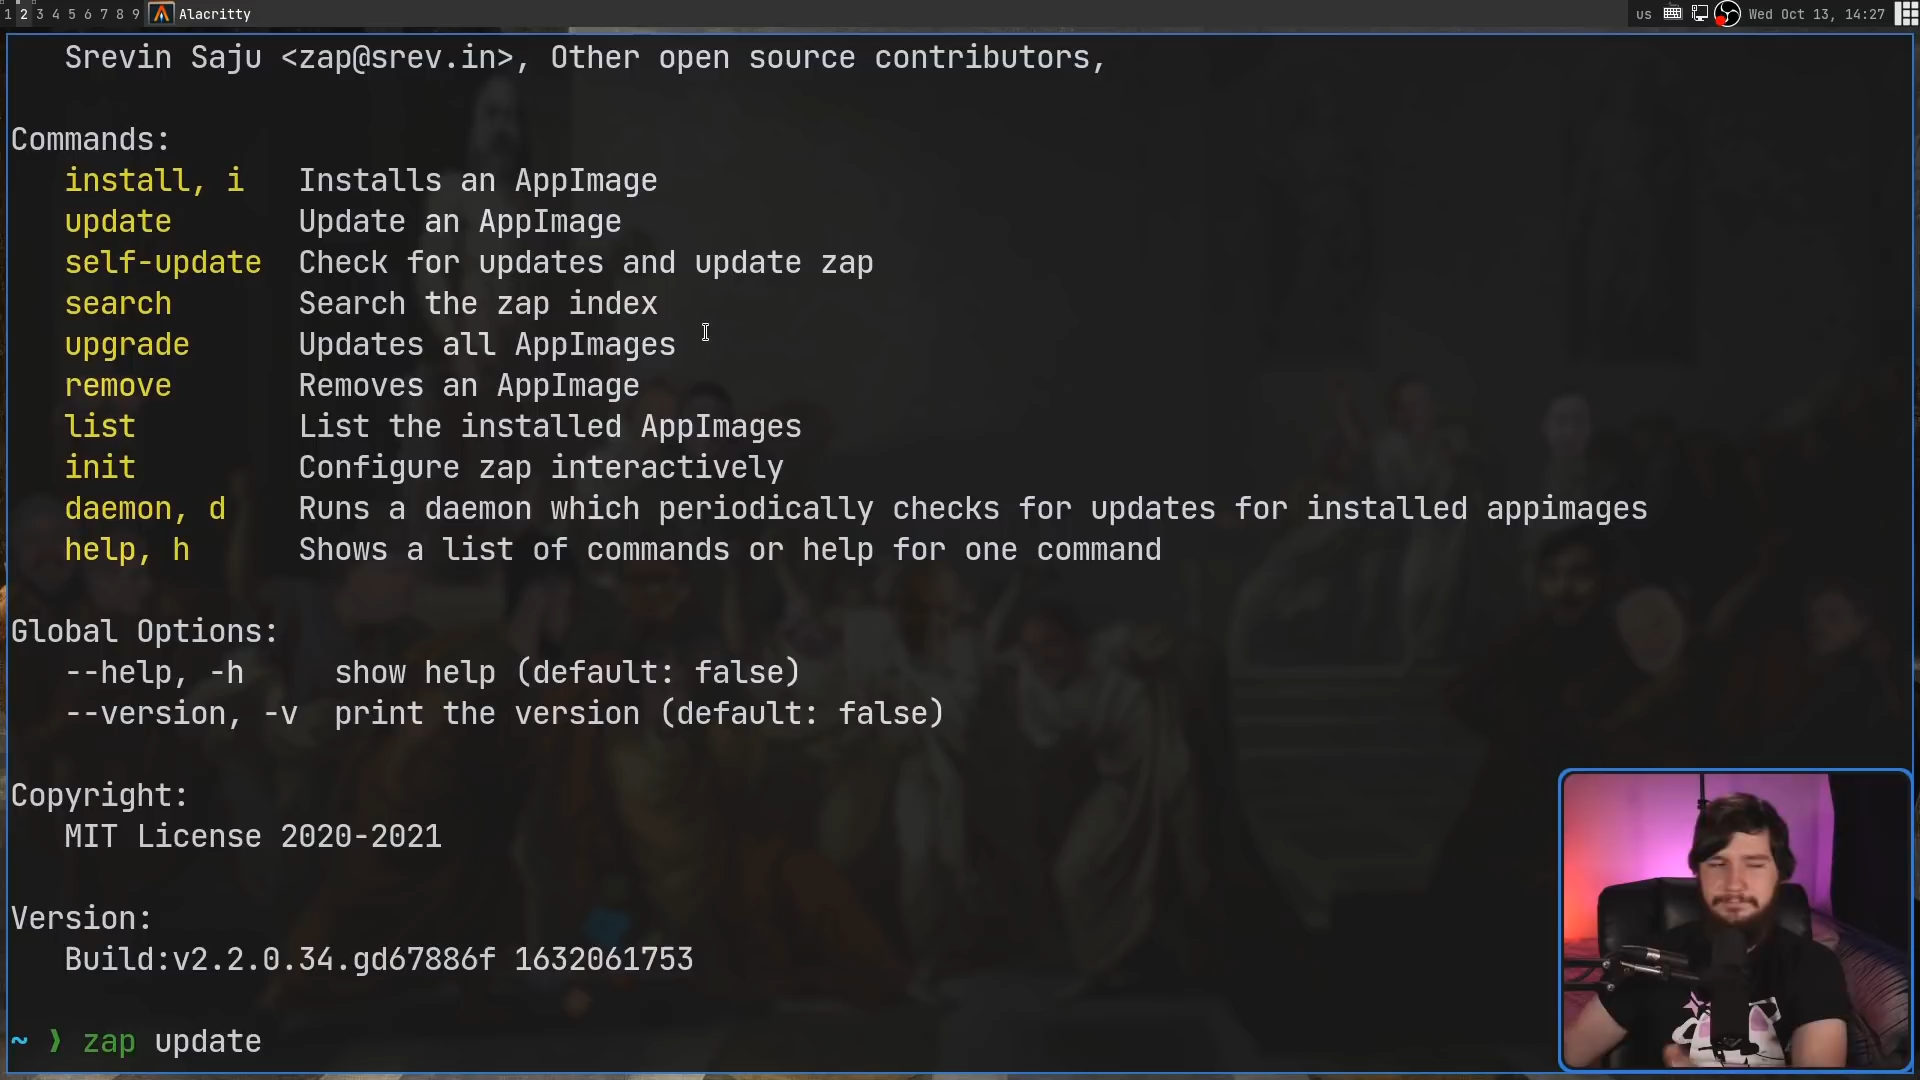 1 2 3 4 5 6 7 8 9 Alacritty us Wed Oct 13, 14:27
Srevin Saju <zap@srev.in>, Other open source contributors,
Commands:
install, i Installs an AppImage
update Update an AppImage
self-update Check for updates and update zap
search Search the zap index
upgrade Updates all AppImages
remove Removes an AppImage
list List the installed AppImages
init Configure zap interactively
daemon, d Runs a daemon which periodically checks for updates for installed appimages
help, h Shows a list of commands or help for one command
Global Options:
--help, -h show help (default: false)
--version, -v print the version (default: false)
Copyright:
MIT License 2020-2021
Version:
Build:v2.2.0.34.gd67886f 1632061753
~ ❯ zap update